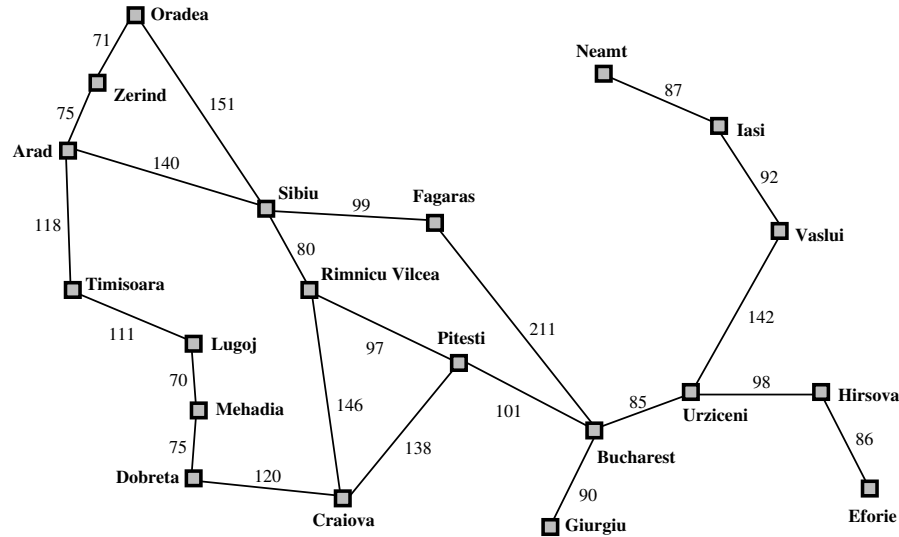 Oradea
71
Neamt
Zerind
87
151
75
Iasi
Arad
140
92
Sibiu
Fagaras
99
118
Vaslui
80
Timisoara
Rimnicu Vilcea
142
111
211
Lugoj
Pitesti
97
70
98
Hirsova
Mehadia
146
101
85
Urziceni
75
138
86
Bucharest
Dobreta
120
90
Craiova
Eforie
Giurgiu